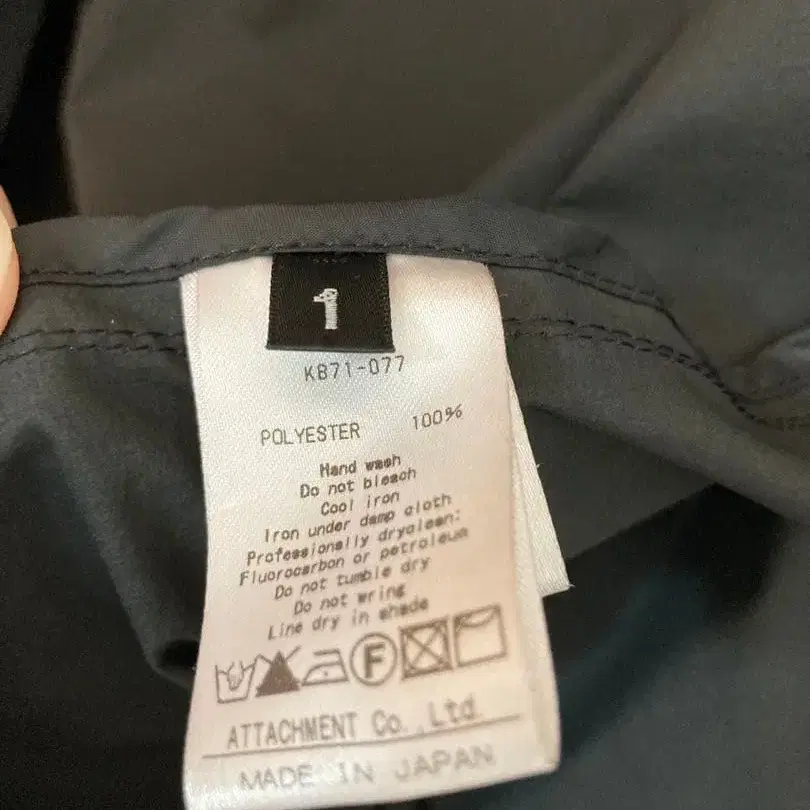 1
KB71-077
POLYESTER 100%
Hand wash
Do not bleach
Cool iron
Iron under damp cloth
Professionally dryclean:
Fluorocarbon or petroleum
Do not tumble dry
Do not wring
Line dry in shade
F
ATTACHMENT Co.,Ltd.
MADE IN JAPAN